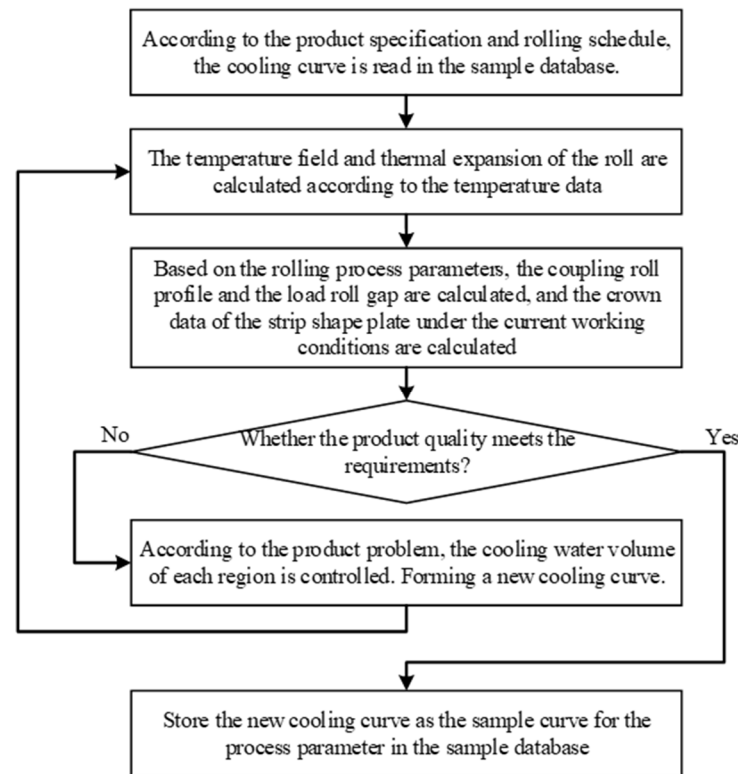 According to the product specification and rolling schedule,
the cooling curve is read in the sample database.
The temperature field and thermal expansion of the roll are
calculated according to the temperature data
Based on the rolling process parameters, the coupling roll
profile and the load roll gap are calculated, and the crown
data of the strip shape plate under the current working
conditions are calculated
No
Whether the product quality meets the
requirements?
Yes
According to the product problem, the cooling water volume
of each region is controlled. Forming a new cooling curve.
Store the new cooling curve as the sample curve for the
process parameter in the sample database